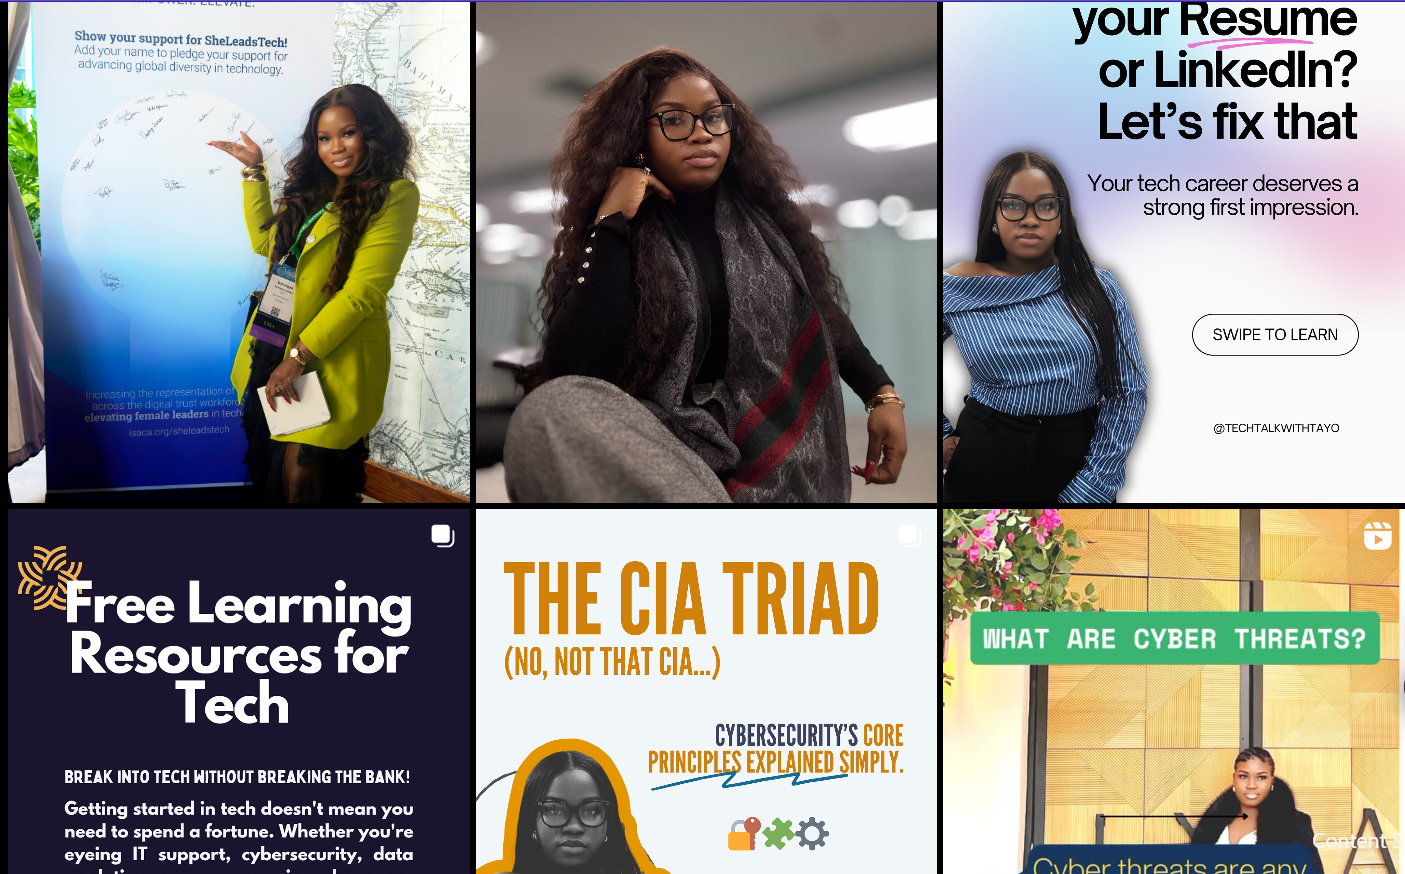 Show your support for SheLeadsTech!
Add your name to pledge your support for
advancing global diversity in technology.
Increasing the representation of
across the digital trust workforce
elevating female leaders in tech
isaca.org/sheleadstech
your Resume
or LinkedIn?
Let's fix that
Your tech career deserves a
strong first impression.
SWIPE TO LEARN
@TECHTALKWITHTAYO
Free Learning
Resources for
Tech
BREAK INTO TECH WITHOUT BREAKING THE BANK!
Getting started in tech doesn't mean you
need to spend a fortune. Whether you're
eyeing IT support, cybersecurity, data
THE CIA TRIAD
(NO, NOT THAT CIA...)
CYBERSECURITY'S CORE
PRINCIPLES EXPLAINED SIMPLY.
WHAT ARE CYBER THREATS?
Content S
Cyber threats are any